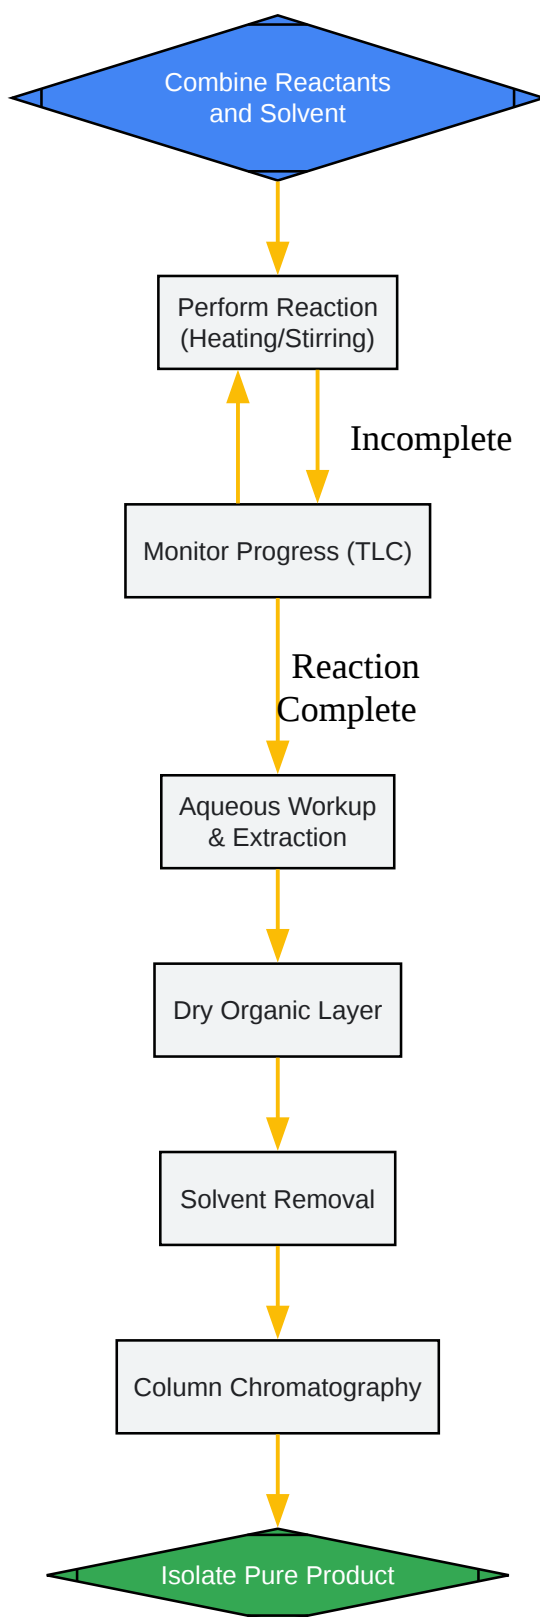 Combine Reactants
and Solvent
Perform Reaction
(Heating/Stirring)
Incomplete
Monitor Progress (TLC)
Reaction
Complete
Aqueous Workup
& Extraction
Dry Organic Layer
Solvent Removal
Column Chromatography
Isolate Pure Product